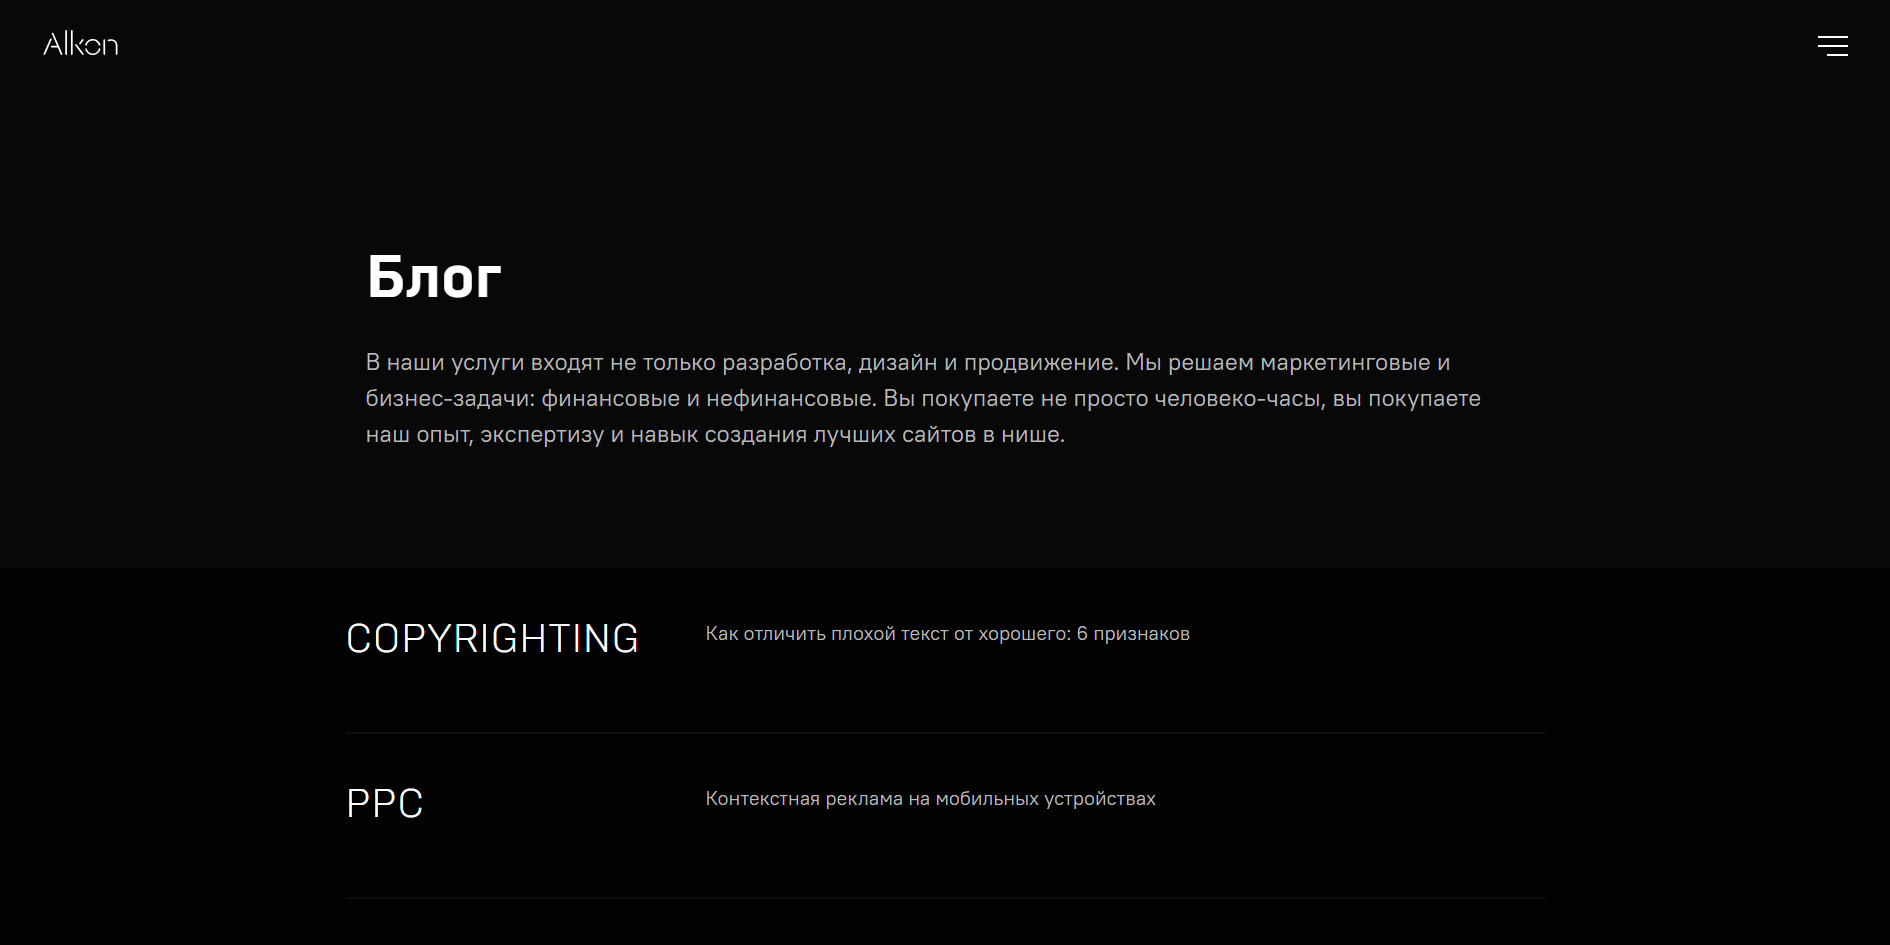 Alkon
Блог
В наши услуги входят не только разработка, дизайн и продвижение. Мы решаем маркетинговые и
бизнес-задачи: финансовые и нефинансовые. Вы покупаете не просто человеко-часы, вы покупаете
наш опыт, экспертизу и навык создания лучших сайтов в нише.
COPYRIGHTING
Как отличить плохой текст от хорошего: 6 признаков
PPC
Контекстная реклама на мобильных устройствах